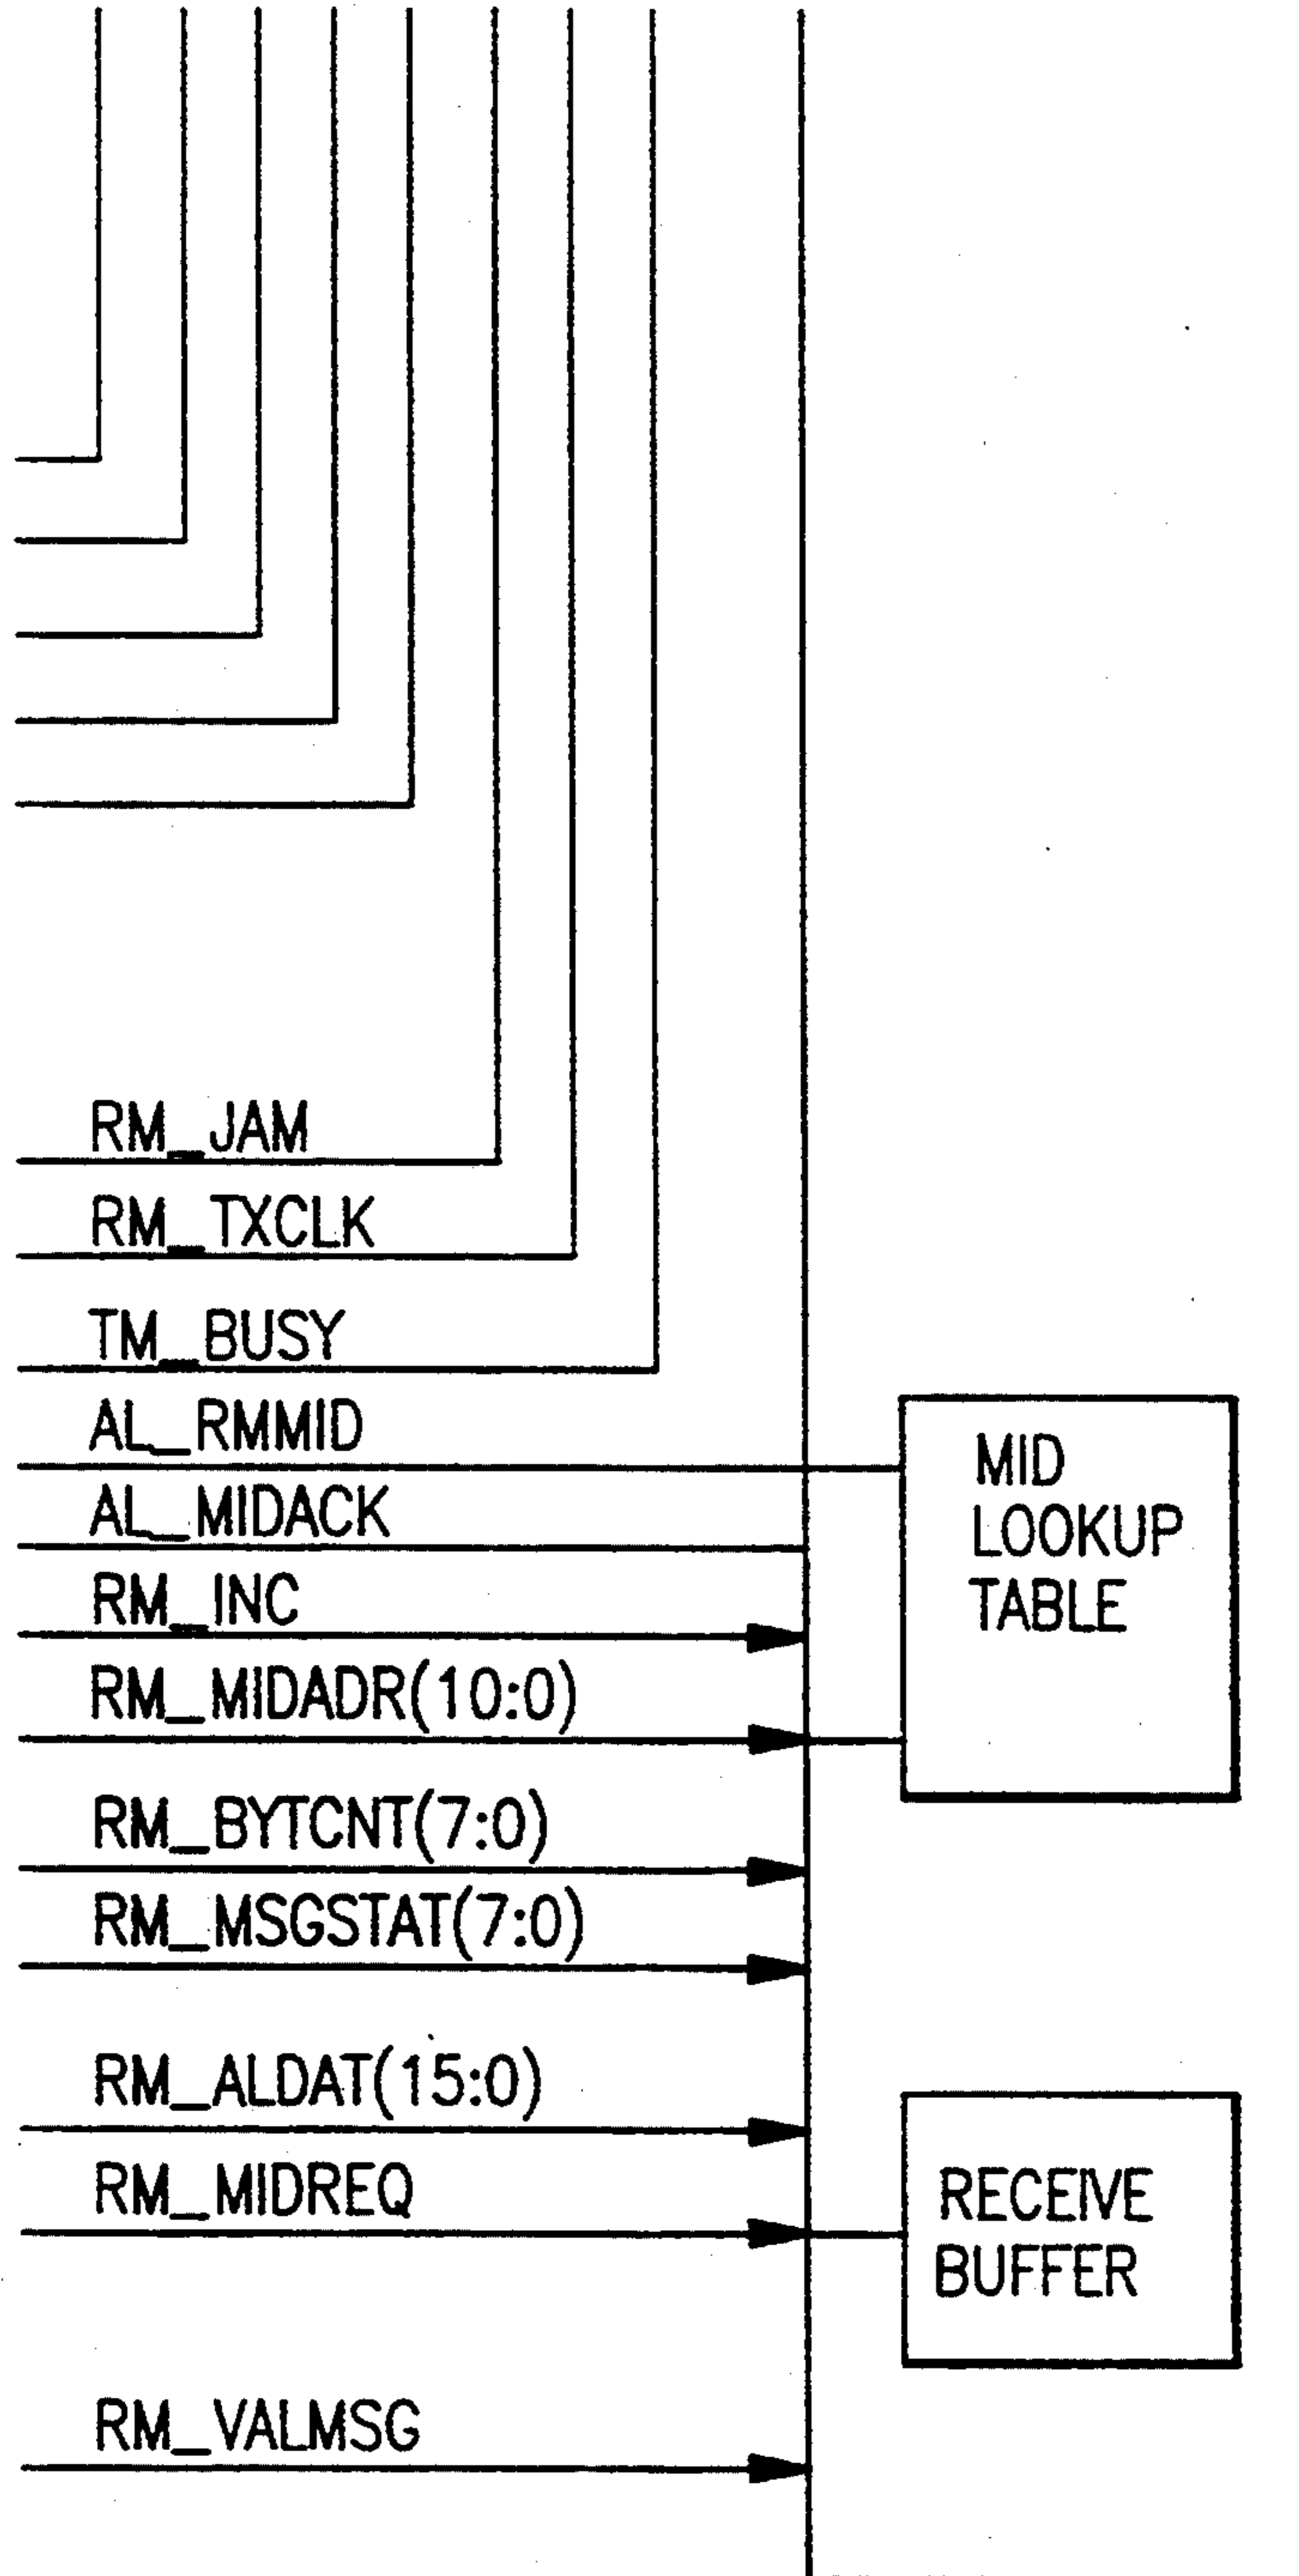 RM_JAM
RM_TXCLK
TM_BUSY
AL_RMMID
AL_MIDACK
RM_INC
RM_MIDADR(10:0)
RM_BYTCNT(7:0)
RM_MSGSTAT(7:0)
RM_ALDAT(15:0)
RM_MIDREQ
RM_VALMSG
MID
LOOKUP
TABLE
RECEIVE
BUFFER